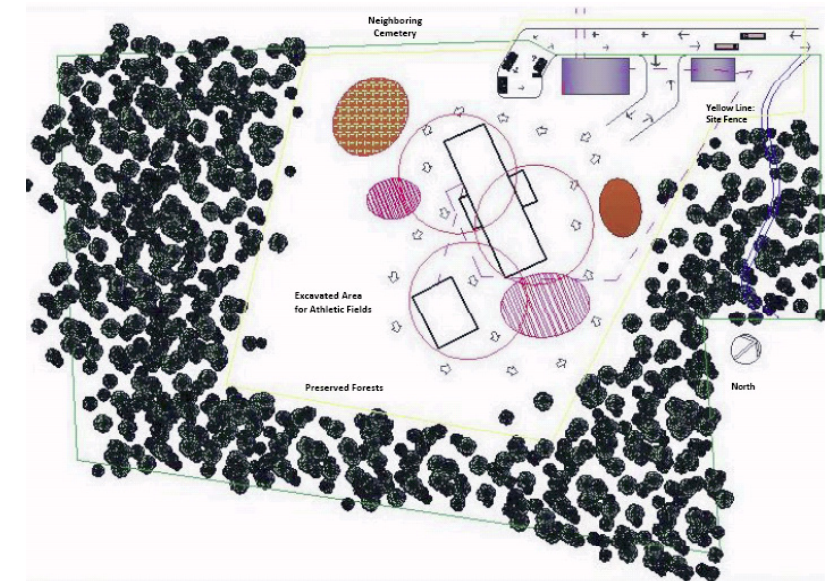 Neighboring
Cemetery
Yellow Line:
Site Fence
Excavated Area
for Athletic Fields
North
Preserved Forests